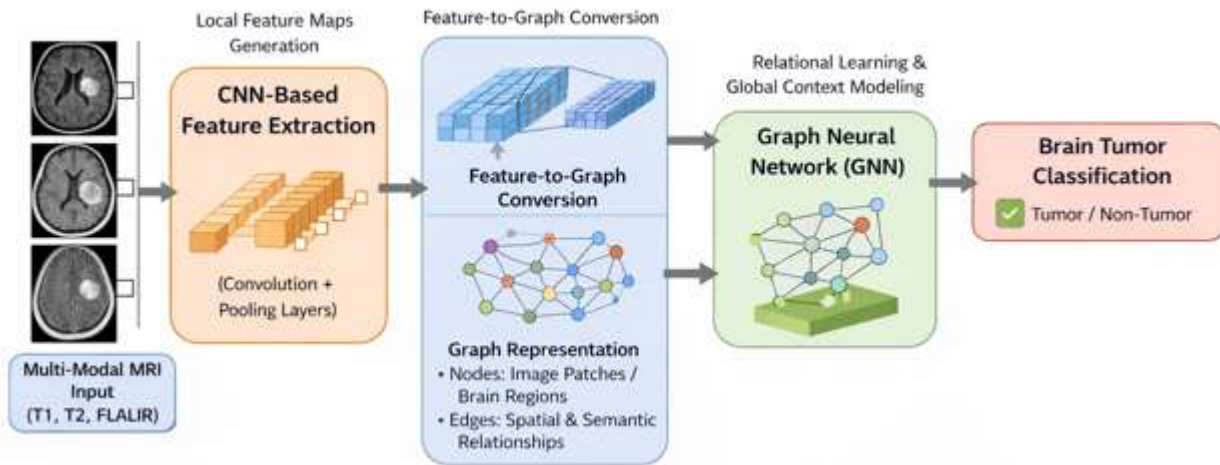 Local Feature Maps
Generation
CNN-Based
Feature Extraction
(Convolution +
Pooling Layers)
Multi-Modal MRI
Input
(T1, T2, FLALIR)
Feature-to-Graph Conversion
Feature-to-Graph
Conversion
Graph Representation
• Nodes: Image Patches /
Brain Regions
• Edges: Spatial & Semantic
Relationships
Relational Learning &
Global Context Modeling
Graph Neural
Network (GNN)
Brain Tumor
Classification
Tumor / Non-Tumor